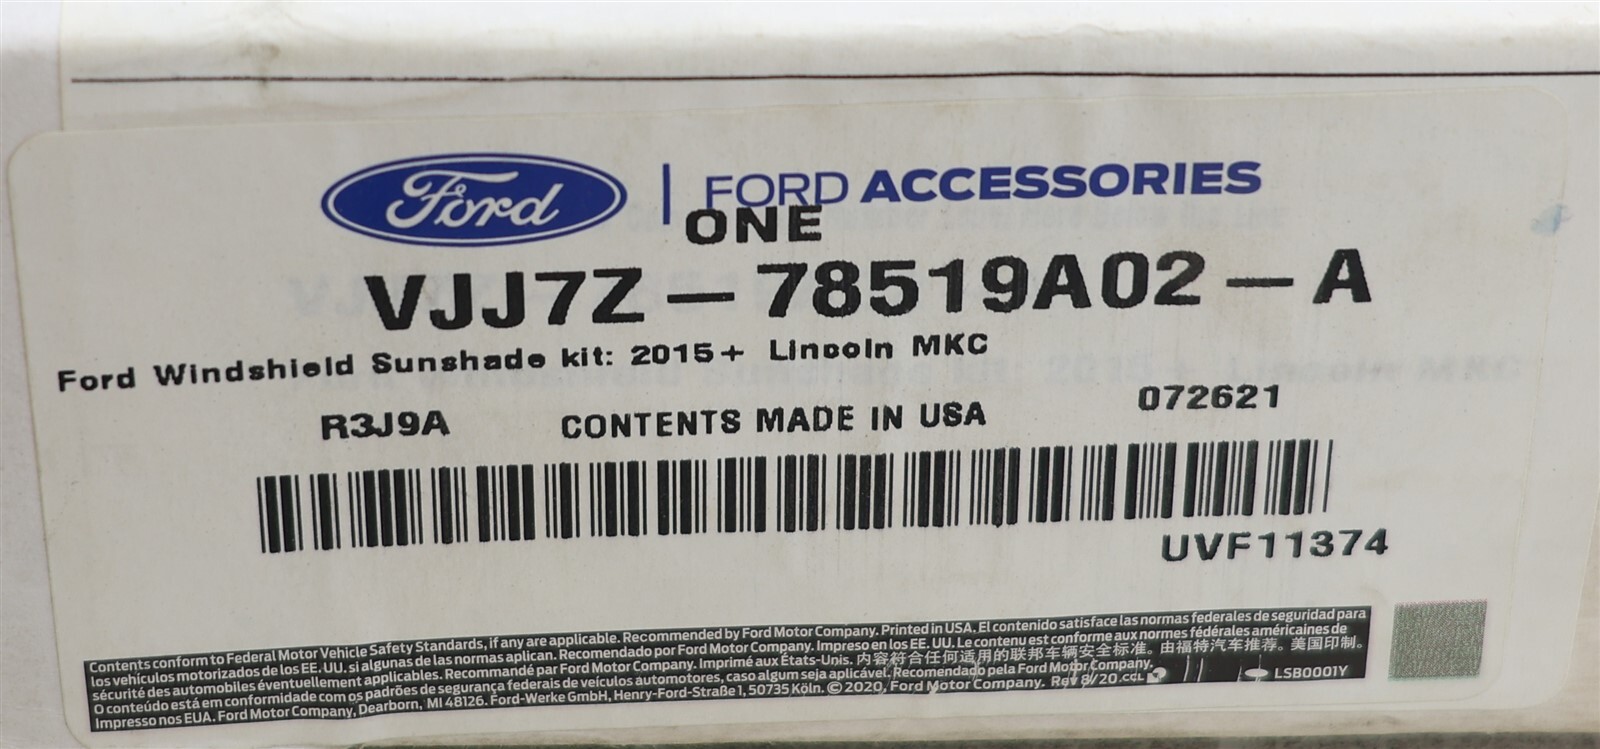 Ford | FORD ACCESSORIES
ONE
VJJ7Z - 78519A02 - A
Ford Windshield Sunshade kit: 2015+ Lincoln MKC
R3J9A CONTENTS MADE IN USA 072621
UVF11374
Contents conform to Federal Motor Vehicle Safety Standards, if any are applicable. Recommended by Ford Motor Company. Printed in USA. El contenido satisface las normas federales de seguridad para
los vehículos motorizados de los EE. UU. si algunas de las normas aplican. Recomendado por Ford Motor Company. Impreso en los EE. UU. Le contenu est conforme aux normes fédérales américaines de
sécurité des automobiles éventuellement applicables. Recommandé par Ford Motor Company. Imprimé aux États-Unis. 内容符合任何适用的联邦车辆安全标准。由福特汽车推荐。美国印制。
O conteúdo está em conformidade com os padrões de segurança federais de veículos automotores, caso algum seja aplicável. Recomendado pela Ford Motor Company.
Impresso nos EUA. Ford Motor Company, Dearborn, MI 48126. Ford-Werke GmbH, Henry-Ford-Straße 1, 50735 Köln. © 2020, Ford Motor Company. Rev 8/20.CCL LSB0001Y